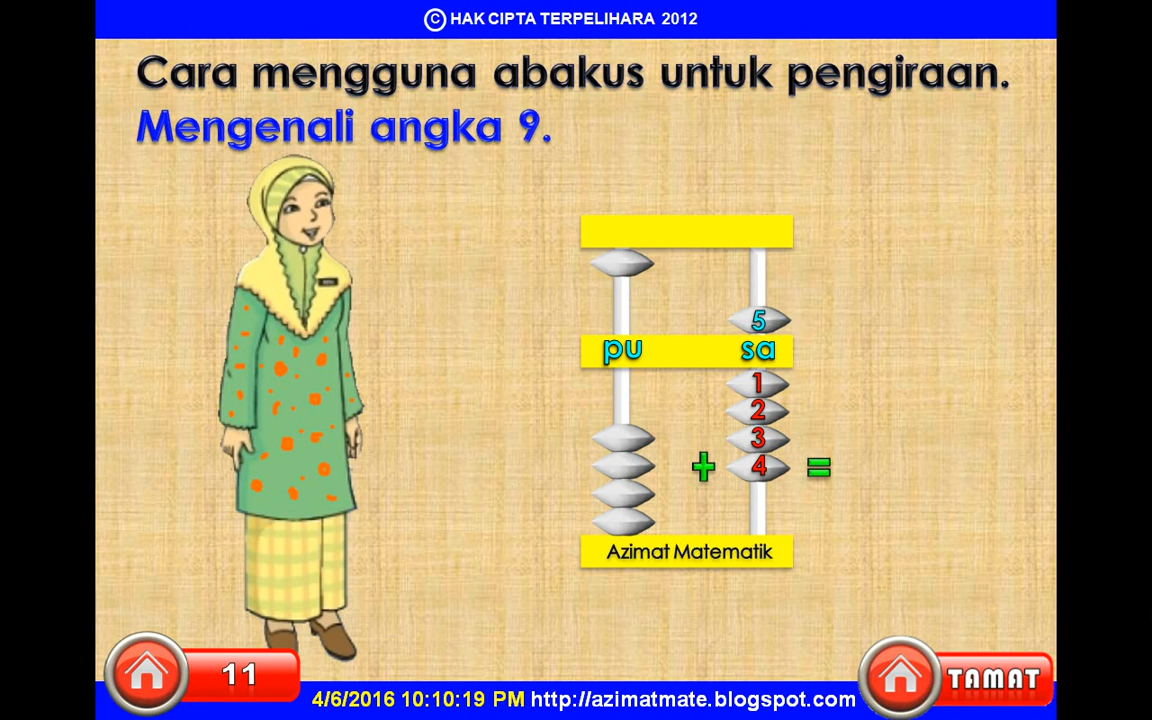 © HAK CIPTA TERPELIHARA 2012
Cara mengguna abakus untuk pengiraan.
Mengenali angka 9.
5
pu sa
1
2
3
+ 4 =
Azimat Matematik
11
TAMAT
4/6/2016 10:10:19 PM http://azimatmate.blogspot.com